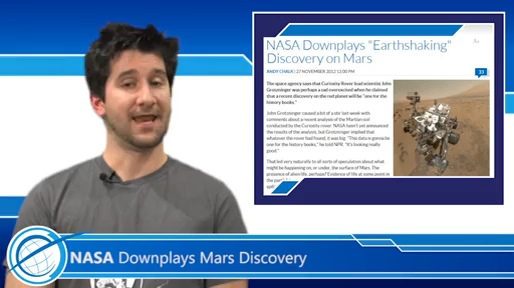 NASA Downplays "Earthshaking"
Discovery on Mars
ANDY CHALK | 27 NOVEMBER 2012 12:00 PM
33
The space agency says that Curiosity Rover lead scientist John
Grotzinger was perhaps a tad overexcited when he claimed
that a recent discovery on the red planet will be "one for the
history books."
John Grotzinger caused a bit of a stir last week with
comments about a recent analysis of the Martian soil
conducted by the Curiosity rover. NASA hasn't yet announced
the results of the analysis, but Grotzinger implied that
whatever the rover had found, it was big. "This data is gonna be
one for the history books," he told NPR. "It's looking really
good."
That led very naturally to all sorts of speculation about what
might be happening on, or under, the surface of Mars. The
presence of alien life, perhaps? Evidence of life at some point in
the past?
NASA Downplays Mars Discovery